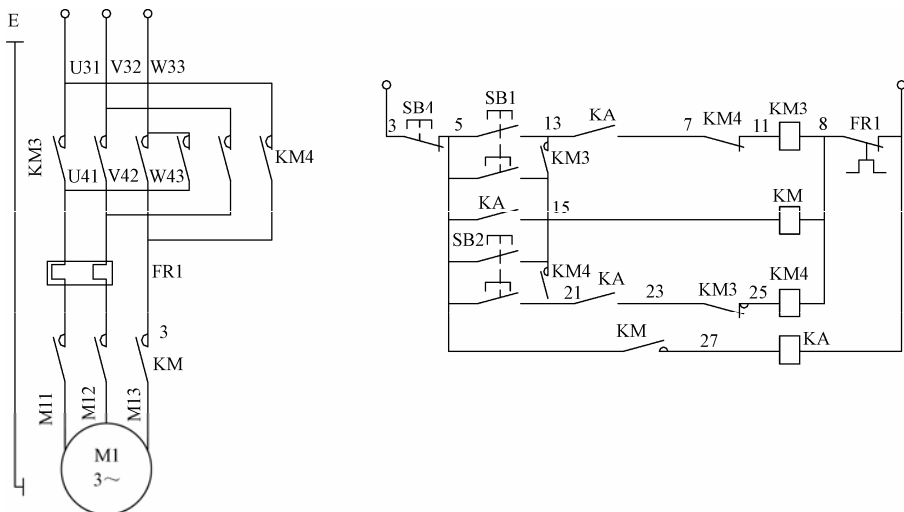 E
U31 V32 W33
KM3
KM4
U41 V42 W43
FR1
3
KM
M11
M12
M13
M1
3～
SB4
SB1
KA
KM4
KM3
FR1
3
5
13
7
11
8
KM3
KA
15
KM
SB2
KM4
21
KA
23
KM3
25
KM4
KM
27
KA